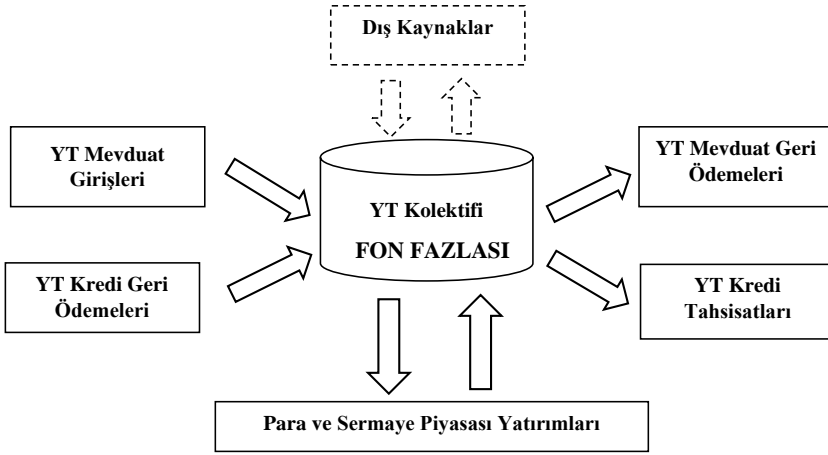 Dış Kaynaklar
YT Mevduat
Girişleri
YT Kredi Geri
Ödemeleri
YT Kolektifi
FON FAZLASI
YT Mevduat Geri
Ödemeleri
YT Kredi
Tahsisatları
Para ve Sermaye Piyasası Yatırımları